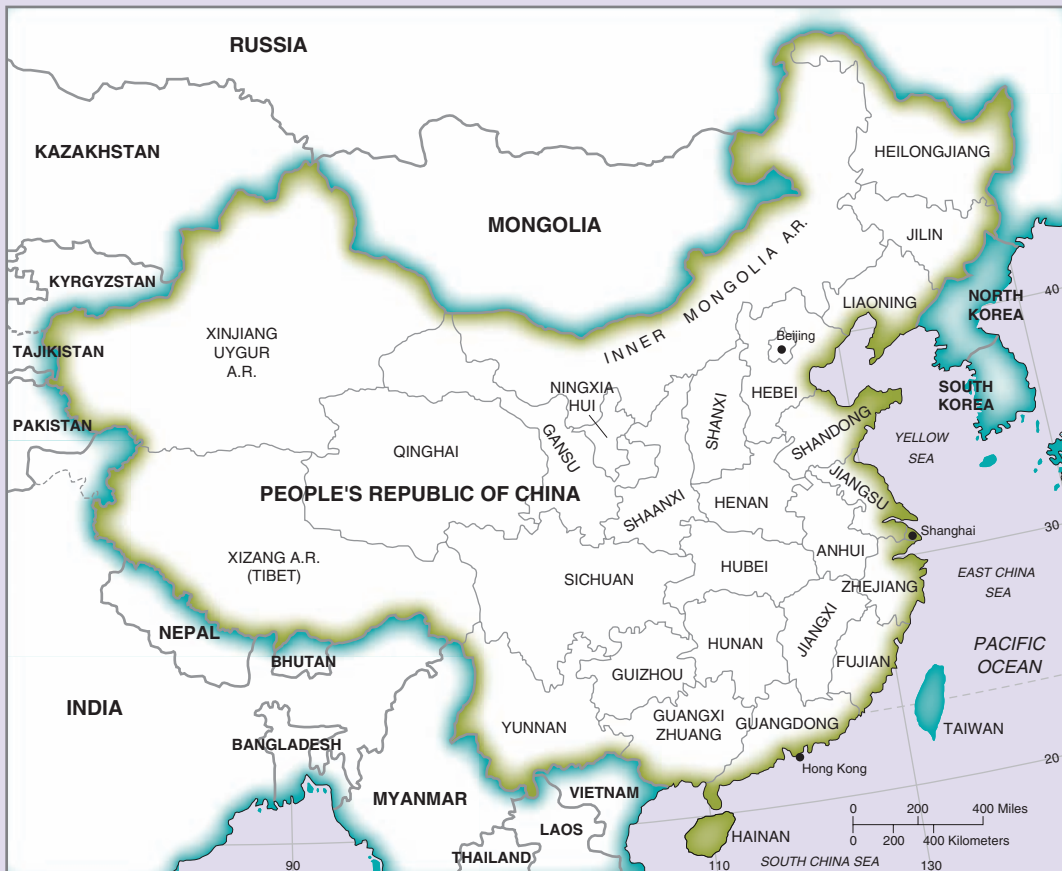 RUSSIA
KAZAKHSTAN
HEILONGJIANG
MONGOLIA
JILIN
INNER MONGOLIA A.R.
KYRGYZSTAN
LIAONING
NORTH
KOREA
40
XINJIANG
UYGUR
A.R.
Beijing
TAJIKISTAN
NINGXIA
HUI
HEBEI
SOUTH
KOREA
PAKISTAN
SHANXI
SHANDONG
YELLOW
SEA
QINGHAI
GANSU
PEOPLE'S REPUBLIC OF CHINA
JIANGSU
SHAANXI
HENAN
30
Shanghai
XIZANG A.R.
(TIBET)
SICHUAN
HUBEI
ANHUI
EAST CHINA
SEA
ZHEJIANG
NEPAL
HUNAN
JIANGXI
PACIFIC
OCEAN
BHUTAN
GUIZHOU
FUJIAN
INDIA
YUNNAN
GUANGXI
ZHUANG
GUANGDONG
TAIWAN
BANGLADESH
20
Hong Kong
MYANMAR
VIETNAM
0 200 400 Miles
LAOS
HAINAN
0 200 400 Kilometers
THAILAND
SOUTH CHINA SEA
90
110
130